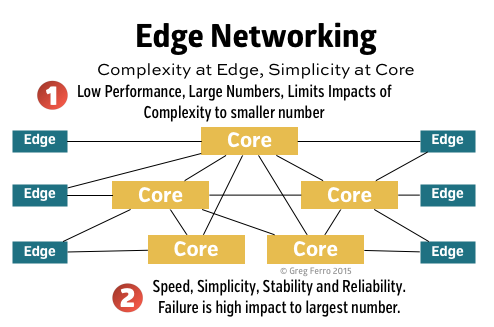 Edge Networking
Complexity at Edge, Simplicity at Core
1 Low Performance, Large Numbers, Limits Impacts of
Complexity to smaller number
Edge Core Edge
Edge Core Core Edge
Edge Core Core Edge
© Greg Ferro 2015
2 Speed, Simplicity, Stability and Reliability.
Failure is high impact to largest number.